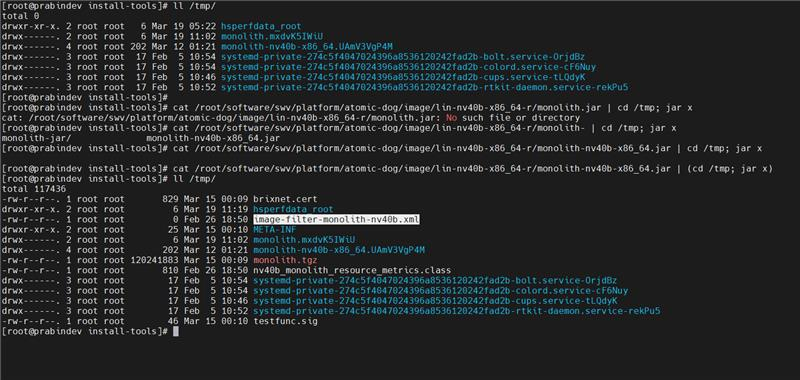 [root@prabindev install-tools]# ll /tmp/
total 0
drwxr-xr-x. 2 root root   6 Mar 19 05:22 hsperfdata_root
drwx------. 2 root root   6 Mar 19 11:02 monolith.mxdvK5IWiU
drwx------. 4 root root 202 Mar 12 01:21 monolith-nv40b-x86_64.UAmV3VgP4M
drwx------. 3 root root  17 Feb  5 10:54 systemd-private-274c5f4047024396a8536120242fad2b-bolt.service-OrjdBz
drwx------. 3 root root  17 Feb  5 10:54 systemd-private-274c5f4047024396a8536120242fad2b-colord.service-cF6Nuy
drwx------. 3 root root  17 Feb  5 10:46 systemd-private-274c5f4047024396a8536120242fad2b-cups.service-tLQdyK
drwx------. 3 root root  17 Feb  5 10:52 systemd-private-274c5f4047024396a8536120242fad2b-rtkit-daemon.service-rekPu5
[root@prabindev install-tools]#
[root@prabindev install-tools]# cat /root/software/swv/platform/atomic-dog/image/lin-nv40b-x86_64-r/monolith.jar | cd /tmp; jar x
cat: /root/software/swv/platform/atomic-dog/image/lin-nv40b-x86_64-r/monolith.jar: No such file or directory
[root@prabindev install-tools]# cat /root/software/swv/platform/atomic-dog/image/lin-nv40b-x86_64-r/monolith- | cd /tmp; jar x
monolith-jar/              monolith-nv40b-x86_64.jar
[root@prabindev install-tools]# cat /root/software/swv/platform/atomic-dog/image/lin-nv40b-x86_64-r/monolith-nv40b-x86_64.jar | cd /tmp; jar x
[root@prabindev install-tools]# cat /root/software/swv/platform/atomic-dog/image/lin-nv40b-x86_64-r/monolith-nv40b-x86_64.jar | (cd /tmp; jar x)
[root@prabindev install-tools]# ll /tmp/
total 117436
-rw-r--r--. 1 root root       829 Mar 15 00:09 brixnet.cert
drwxr-xr-x. 2 root root         6 Mar 19 11:19 hsperfdata_root
-rw-r--r--. 1 root root         0 Feb 26 18:50 image-filter-monolith-nv40b.xml
drwxr-xr-x. 2 root root        25 Mar 15 00:10 META-INF
drwx------. 2 root root         6 Mar 19 11:02 monolith.mxdvK5IWiU
drwx------. 4 root root       202 Mar 12 01:21 monolith-nv40b-x86_64.UAmV3VgP4M
-rw-r--r--. 1 root root 120241883 Mar 15 00:09 monolith.tgz
-rw-r--r--. 1 root root       810 Feb 26 18:50 nv40b_monolith_resource_metrics.class
drwx------. 3 root root        17 Feb  5 10:54 systemd-private-274c5f4047024396a8536120242fad2b-bolt.service-OrjdBz
drwx------. 3 root root        17 Feb  5 10:54 systemd-private-274c5f4047024396a8536120242fad2b-colord.service-cF6Nuy
drwx------. 3 root root        17 Feb  5 10:46 systemd-private-274c5f4047024396a8536120242fad2b-cups.service-tLQdyK
drwx------. 3 root root        17 Feb  5 10:52 systemd-private-274c5f4047024396a8536120242fad2b-rtkit-daemon.service-rekPu5
-rw-r--r--. 1 root root        46 Mar 15 00:10 testfunc.sig
[root@prabindev install-tools]#